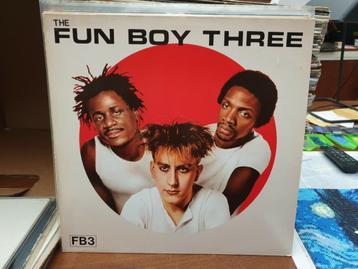 THE
FUN BOY THREE
FB3